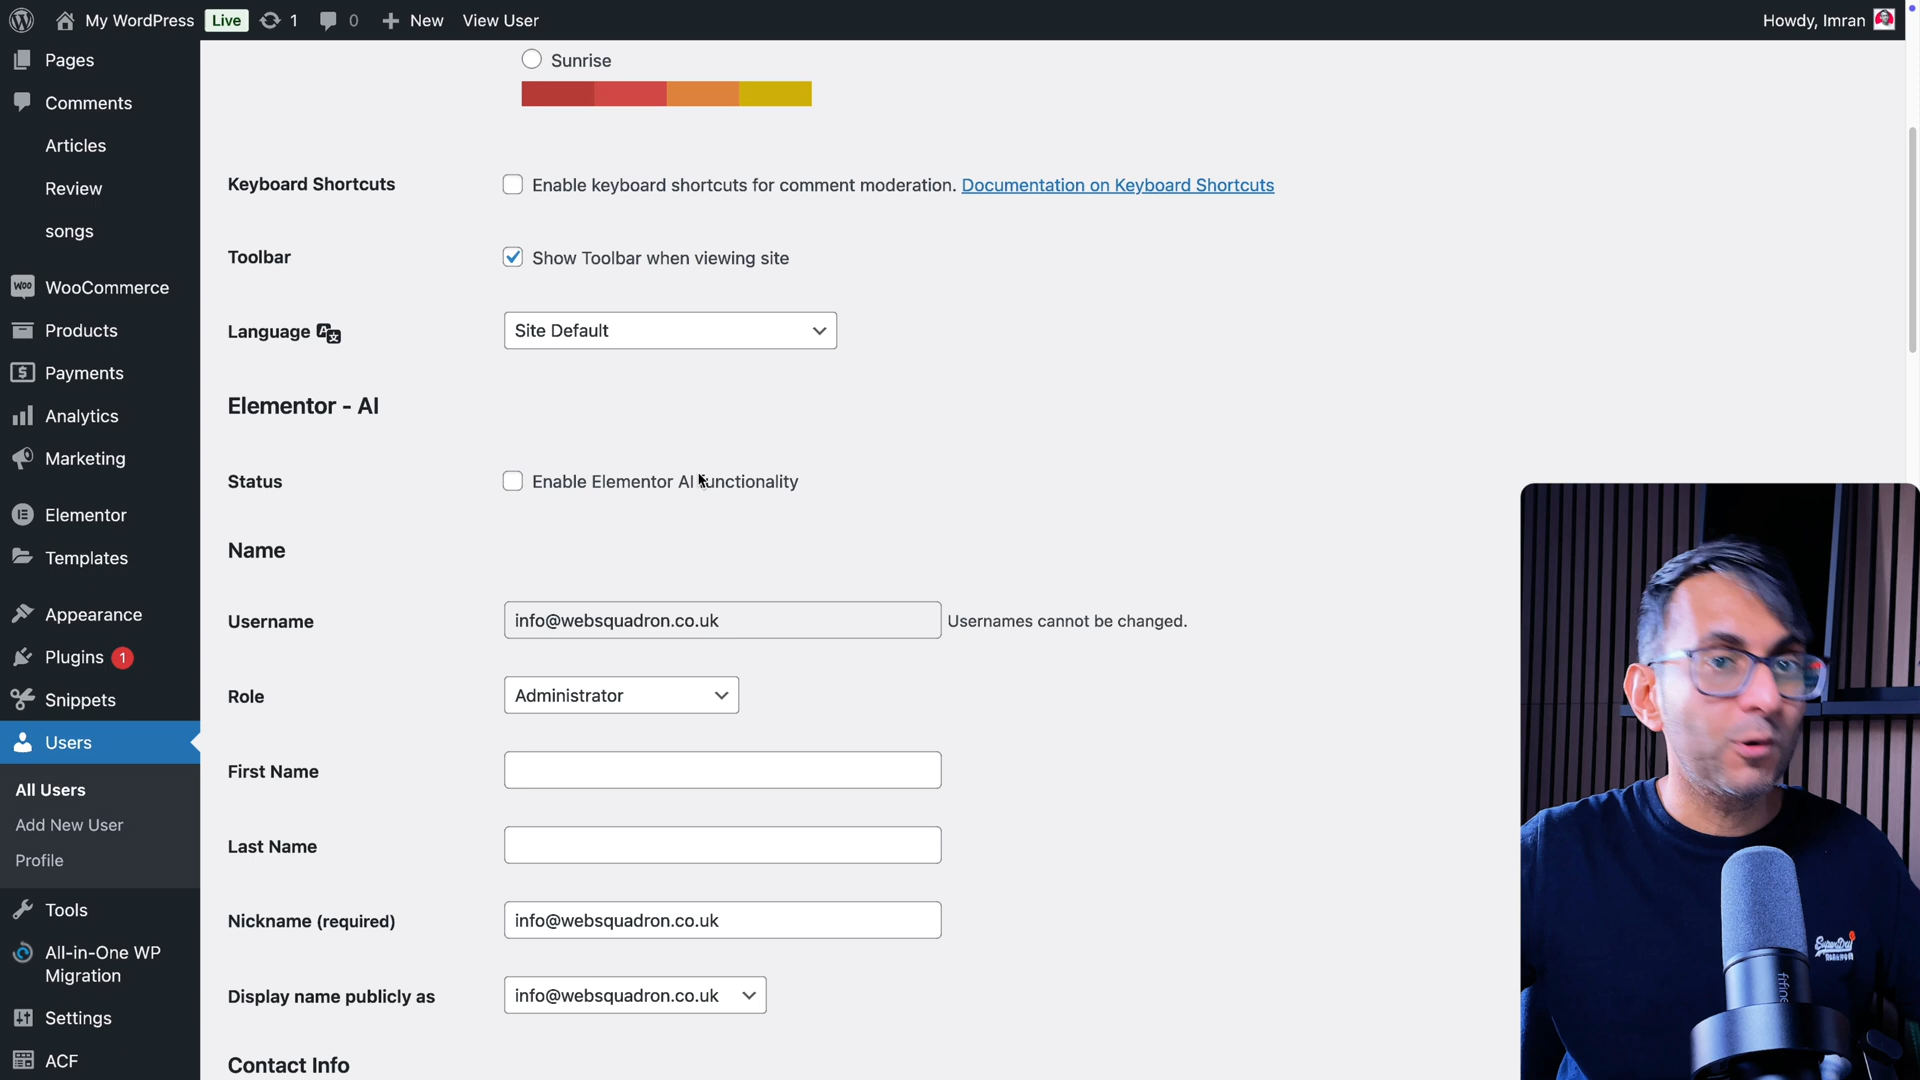 My WordPress Live 1 0 New View User Howdy, Imran
Pages
Comments
Articles
Review
songs
WooCommerce
Products
Payments
Analytics
Marketing
Elementor
Templates
Appearance
Plugins 1
Snippets
Users
All Users
Add New User
Profile
Tools
All-in-One WP
Migration
Settings
ACF
Sunrise
Keyboard Shortcuts
Enable keyboard shortcuts for comment moderation. Documentation on Keyboard Shortcuts
Toolbar
Show Toolbar when viewing site
Language
Site Default
Elementor - AI
Status
Enable Elementor AI functionality
Name
Username
info@websquadron.co.uk
Usernames cannot be changed.
Role
Administrator
First Name
Last Name
Nickname (required)
info@websquadron.co.uk
Display name publicly as
info@websquadron.co.uk
Contact Info
fifine